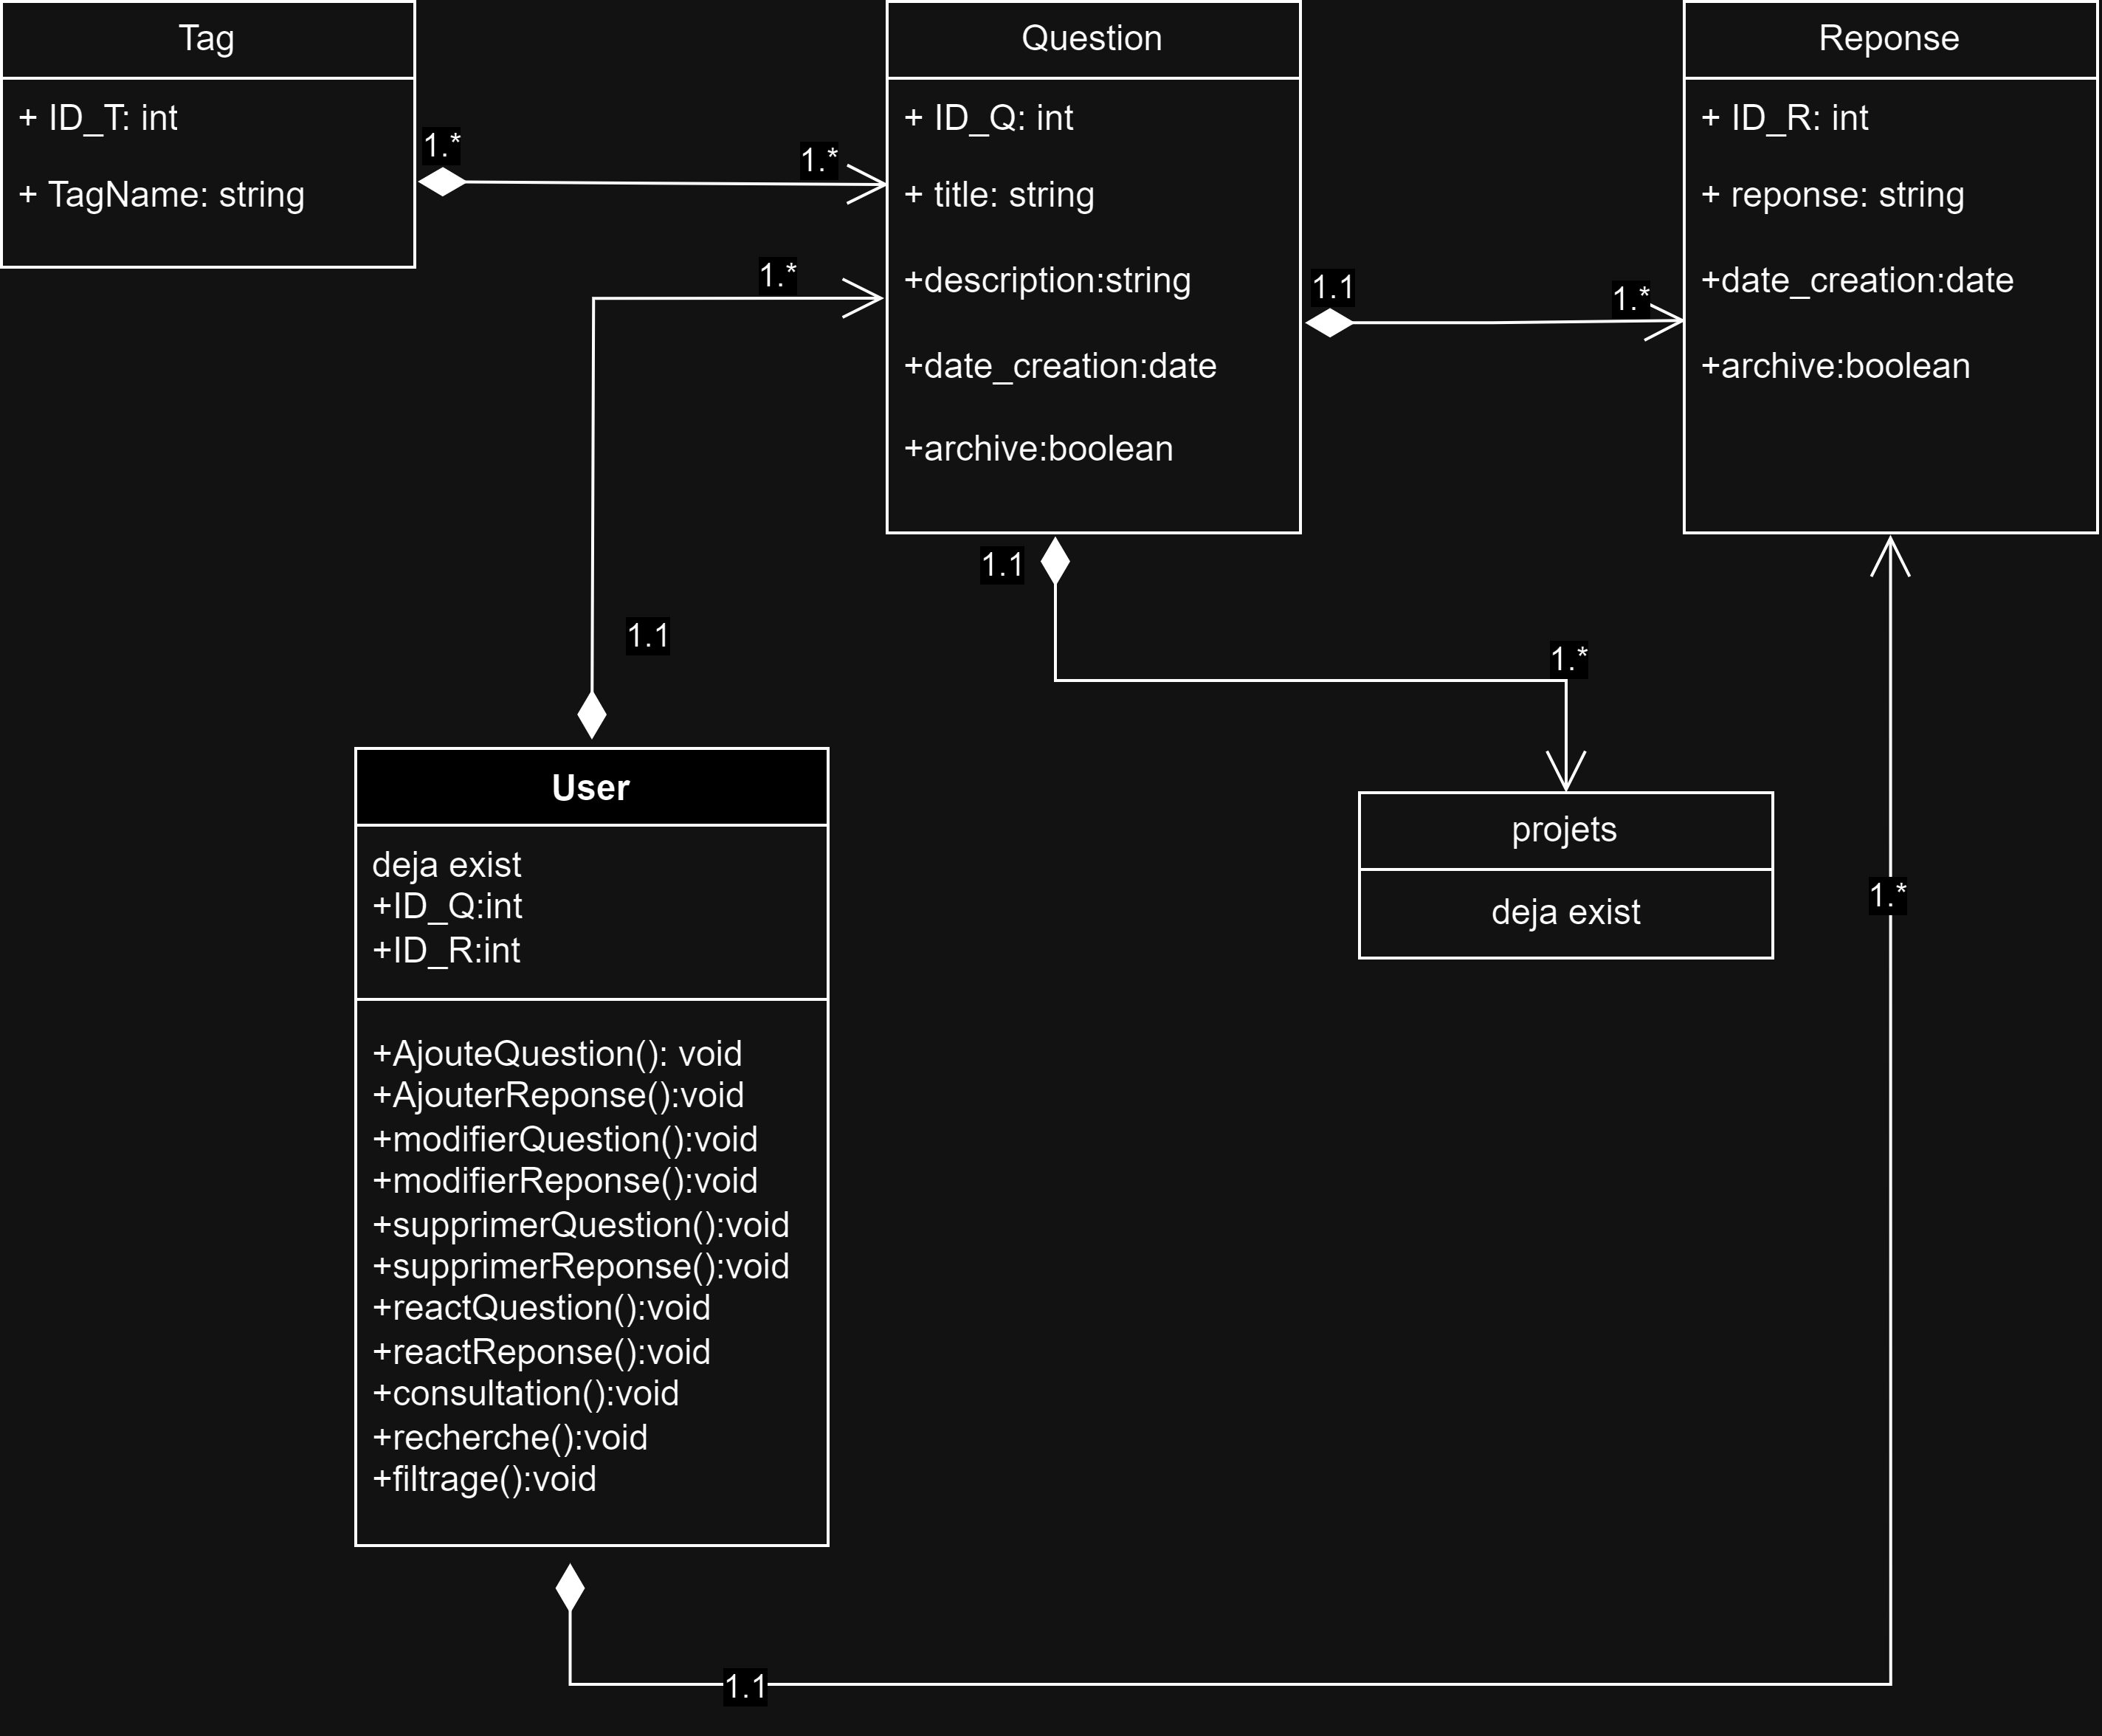 Tag
+ ID_T: int
+ TagName: string
1.*
1.*
Question
+ ID_Q: int
+ title: string
+description:string
+date_creation:date
+archive:boolean
1.1
1.*
Reponse
+ ID_R: int
+ reponse: string
+date_creation:date
+archive:boolean
1.*
1.1
1.1
1.*
User
deja exist
+ID_Q:int
+ID_R:int
+AjouteQuestion(): void
+AjouterReponse():void
+modifierQuestion():void
+modifierReponse():void
+supprimerQuestion():void
+supprimerReponse():void
+reactQuestion():void
+reactReponse():void
+consultation():void
+recherche():void
+filtrage():void
projets
deja exist
1.*
1.1